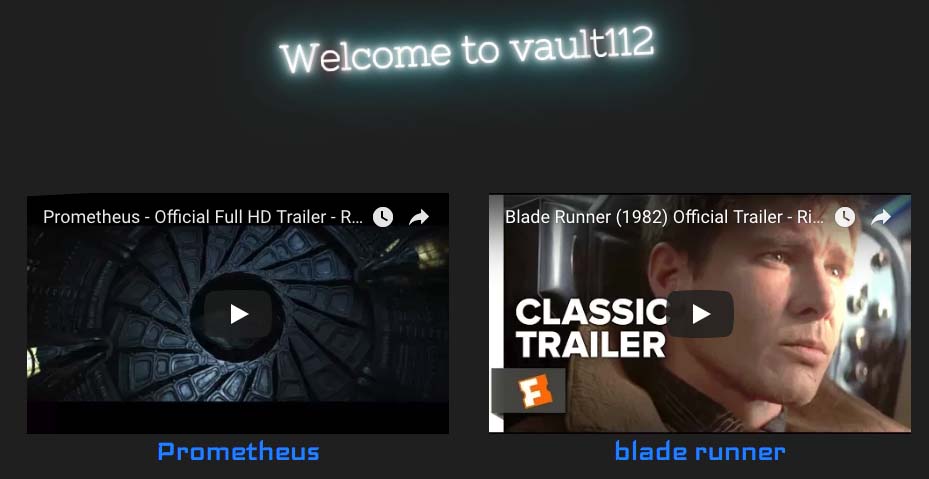 Welcome to vault112
Prometheus - Official Full HD Trailer - R...
Blade Runner (1982) Official Trailer - Ri...
CLASSIC
TRAILER
F
Prometheus
blade runner